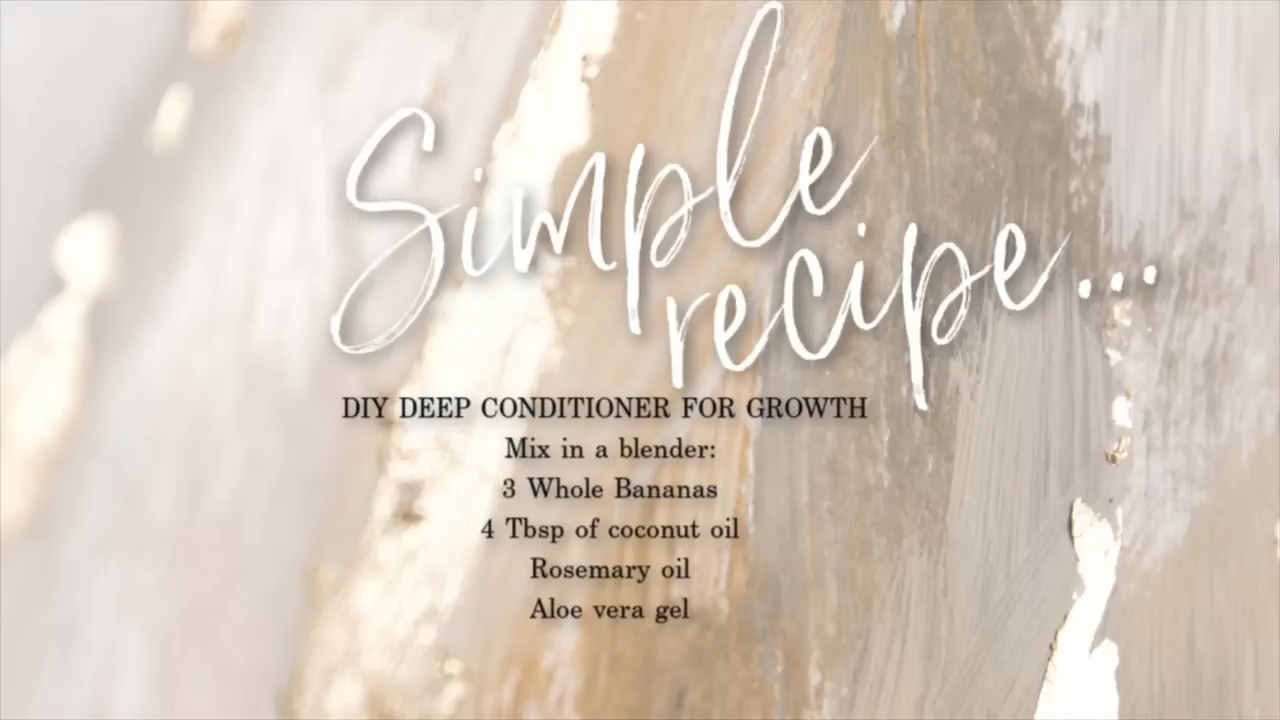 Simple
recipe...
DIY DEEP CONDITIONER FOR GROWTH
Mix in a blender:
3 Whole Bananas
4 Tbsp of coconut oil
Rosemary oil
Aloe vera gel